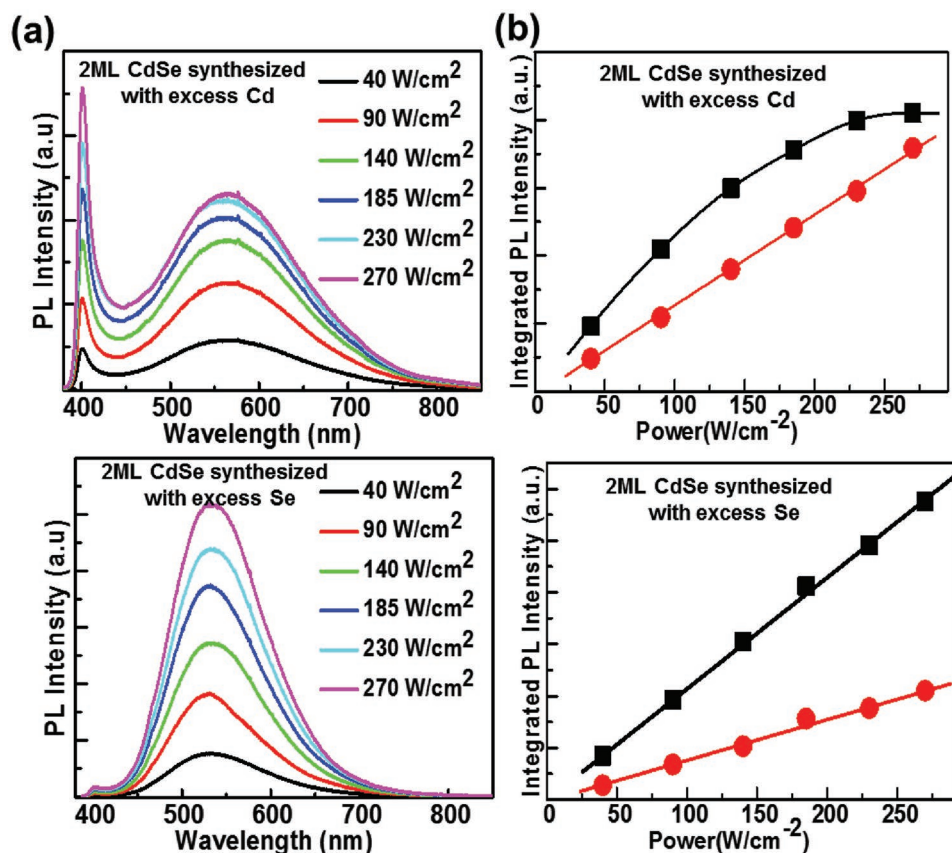 (a)
2ML CdSe synthesized
with excess Cd
40 W/cm²
90 W/cm²
140 W/cm²
185 W/cm²
230 W/cm²
270 W/cm²
PL Intensity (a.u)
400 500 600 700 800
Wavelength (nm)
(b)
2ML CdSe synthesized
with excess Cd
Integrated PL Intensity (a.u.)
0 50 100 150 200 250
Power(W/cm⁻²)
2ML CdSe synthesized
with excess Se
40 W/cm²
90 W/cm²
140 W/cm²
185 W/cm²
230 W/cm²
270 W/cm²
PL Intensity (a.u)
400 500 600 700 800
Wavelength (nm)
2ML CdSe synthesized
with excess Se
Integrated PL Intensity (a.u.)
0 50 100 150 200 250
Power(W/cm⁻²)